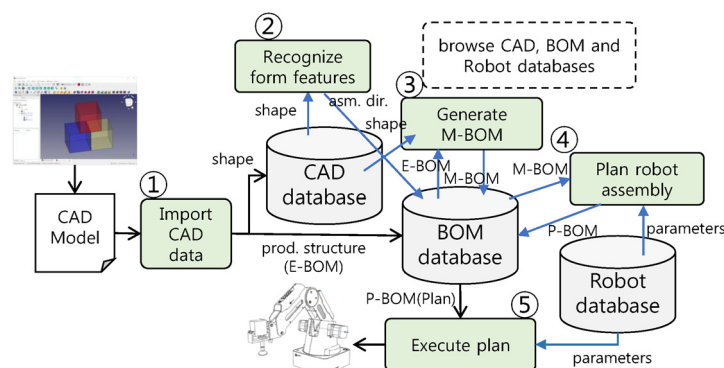 ②
Recognize
form features
browse CAD, BOM and
Robot databases
③
shape
asm. dir.
shape
Generate
M-BOM
④
①
shape
CAD
database
E-BOM
M-BOM
M-BOM
Plan robot
assembly
CAD
Model
Import
CAD
data
prod. structure
(E-BOM)
BOM
database
P-BOM
parameters
Robot
database
P-BOM(Plan)
⑤
Execute plan
parameters